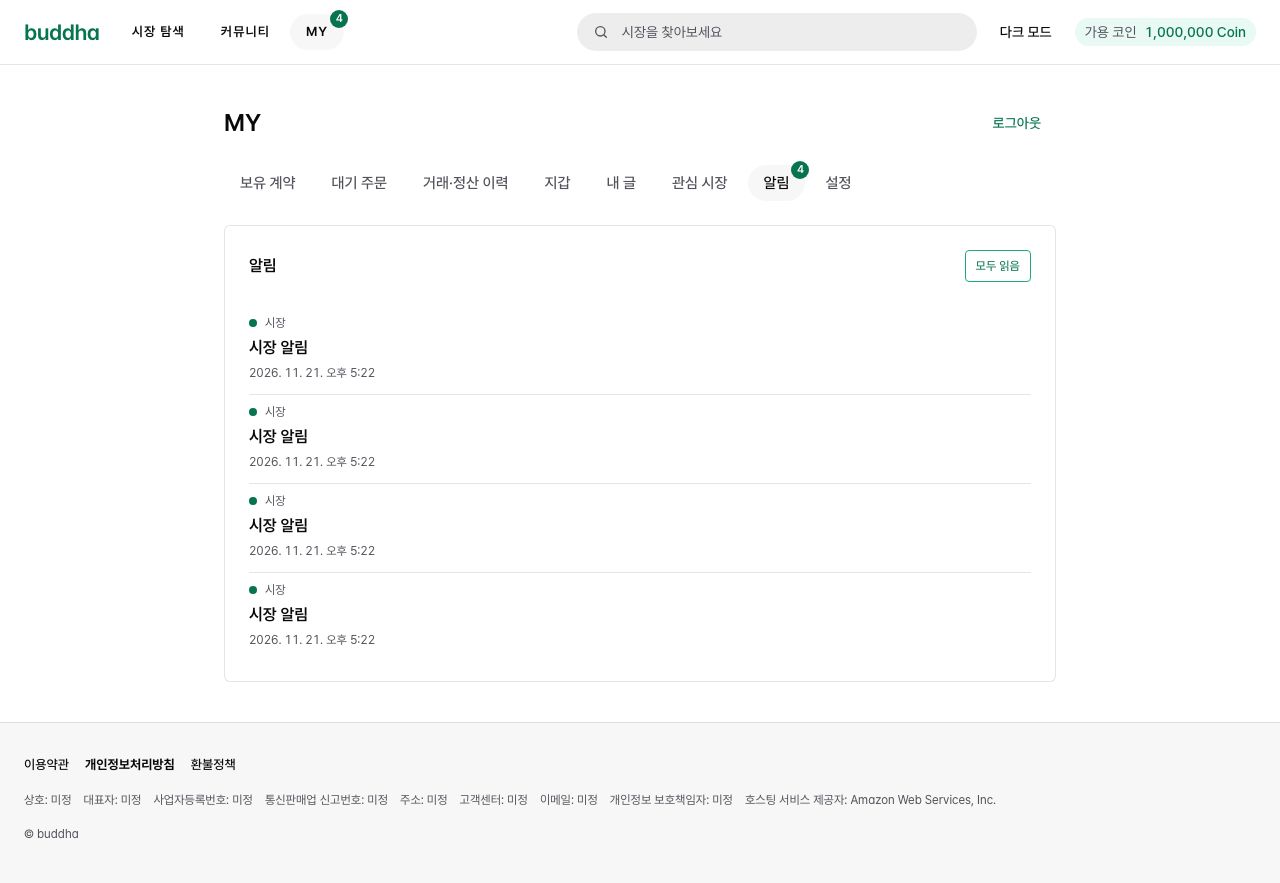 buddha 시장 탐색 커뮤니티 MY 4 시장을 찾아보세요 다크 모드 가용 코인 1,000,000 Coin
MY 로그아웃
보유 계약 대기 주문 거래·정산 이력 지갑 내 글 관심 시장 알림 4 설정
알림 모두 읽음
시장
시장 알림
2026. 11. 21. 오후 5:22
시장
시장 알림
2026. 11. 21. 오후 5:22
시장
시장 알림
2026. 11. 21. 오후 5:22
시장
시장 알림
2026. 11. 21. 오후 5:22
이용약관 개인정보처리방침 환불정책
상호: 미정 대표자: 미정 사업자등록번호: 미정 통신판매업 신고번호: 미정 주소: 미정 고객센터: 미정 이메일: 미정 개인정보 보호책임자: 미정 호스팅 서비스 제공자: Amazon Web Services, Inc.
© buddha